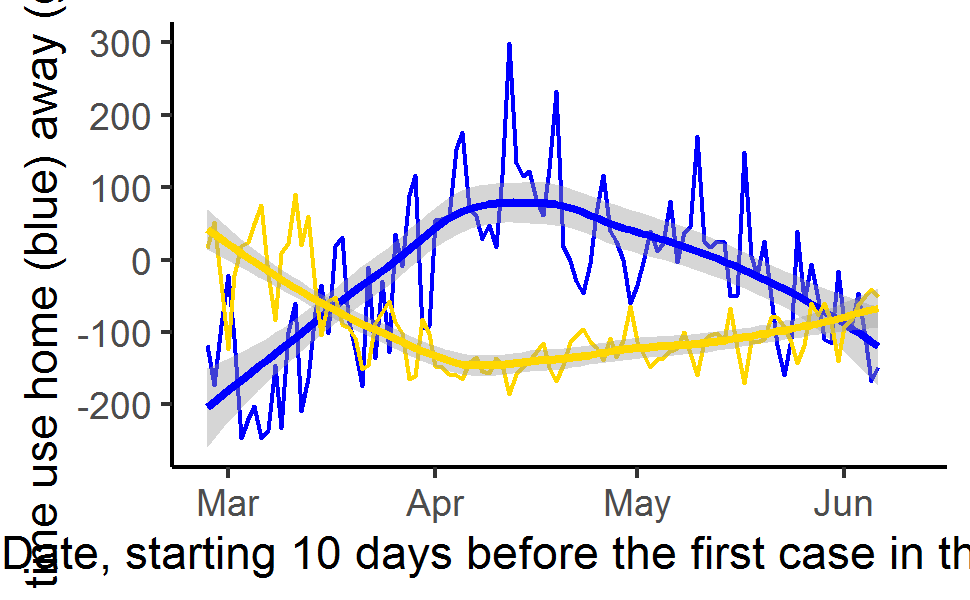 time use home (blue) away (
300
200
100
0
-100
-200
Mar Apr May Jun
Date, starting 10 days before the first case in th